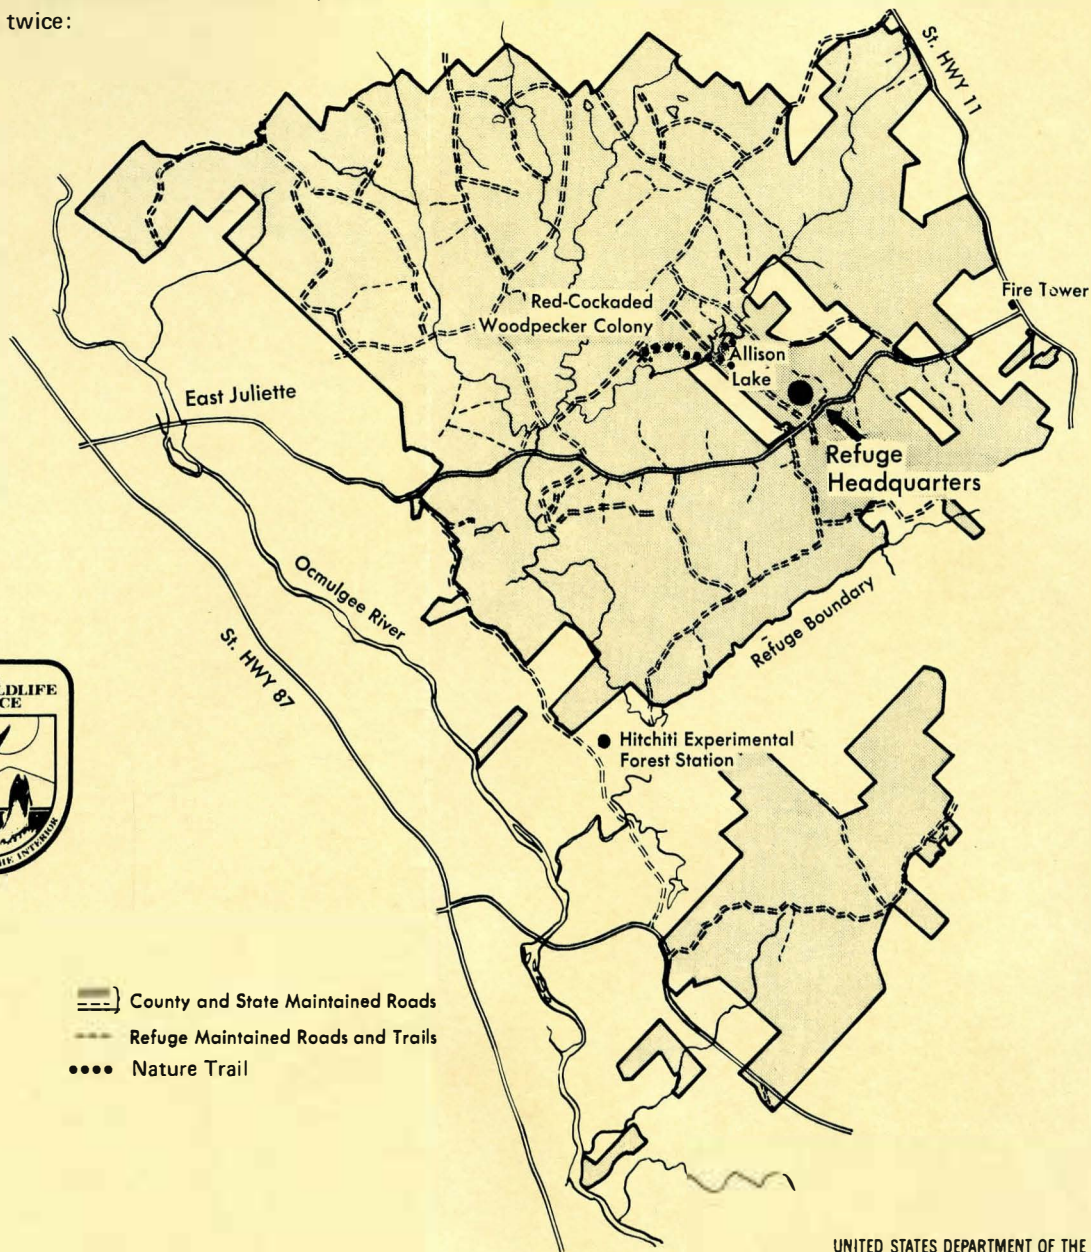 twice:
St. HWY 11
Fire Tower
Red-Cockaded
Woodpecker Colony
Allison
Lake
East Juliette
Refuge
Headquarters
Ocmulgee River
St. HWY 87
Refuge Boundary
Hitchiti Experimental
Forest Station
LDLIFE
CE
HE INTERIOR
County and State Maintained Roads
Refuge Maintained Roads and Trails
Nature Trail
UNITED STATES DEPARTMENT OF THE